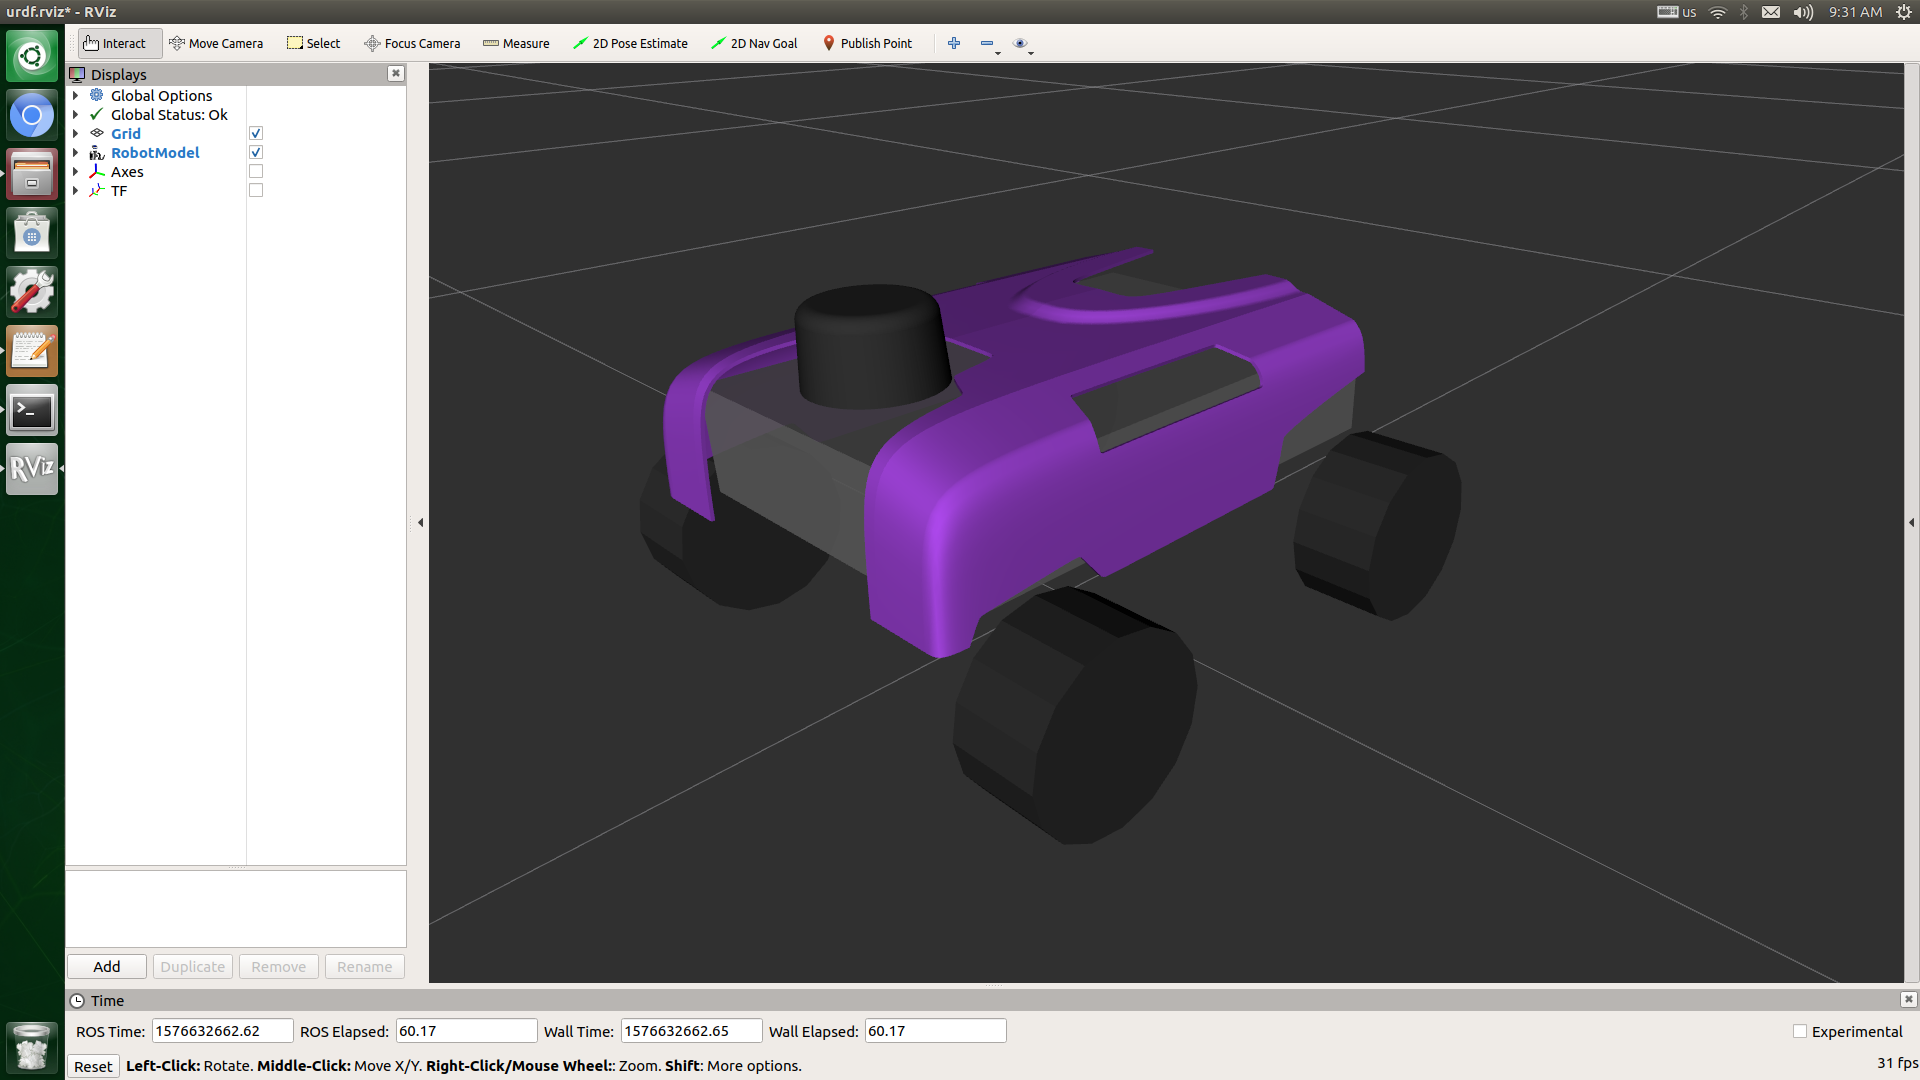 urdf.rviz* - RViz
us
9:31 AM
Interact
Move Camera
Select
Focus Camera
Measure
2D Pose Estimate
2D Nav Goal
Publish Point
Displays
Global Options
Global Status: Ok
Grid
RobotModel
Axes
TF
>_
RViz
Add
Duplicate
Remove
Rename
Time
ROS Time: 1576632662.62 ROS Elapsed: 60.17 Wall Time: 1576632662.65 Wall Elapsed: 60.17
Experimental
Reset
Left-Click: Rotate. Middle-Click: Move X/Y. Right-Click/Mouse Wheel:: Zoom. Shift: More options.
31 fps